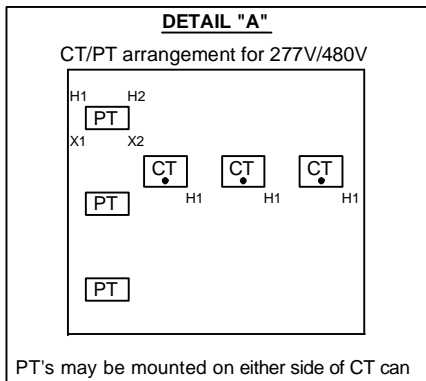 DETAIL "A"
CT/PT arrangement for 277V/480V
H1 H2
PT
X1 X2
CT CT CT
H1 H1 H1
PT
PT
PT's may be mounted on either side of CT can